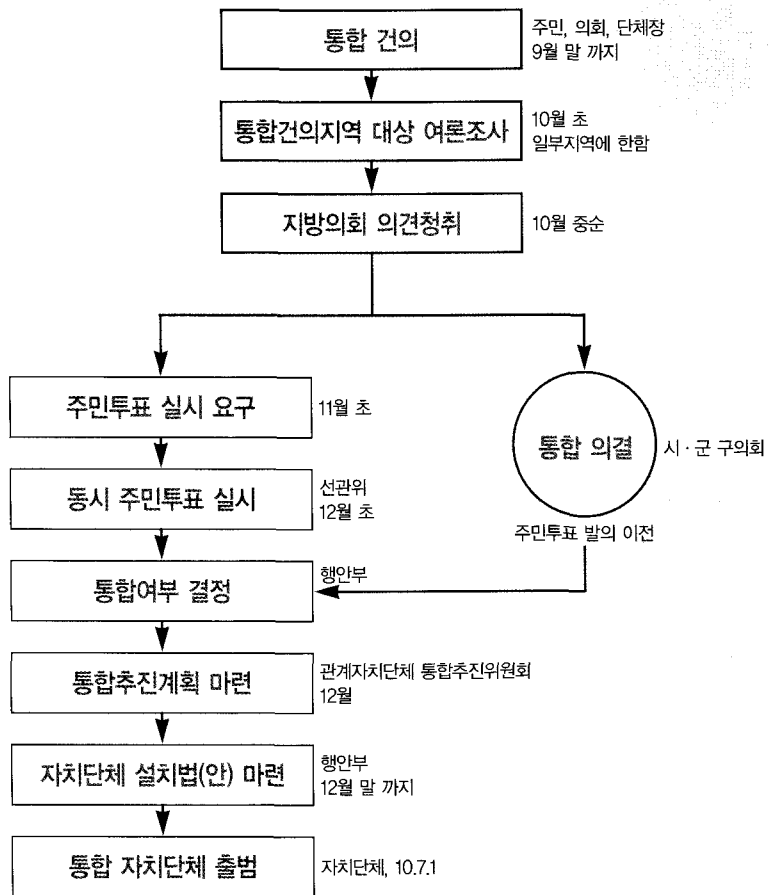 통합 건의
주민, 의회, 단체장
9월 말 까지
통합건의지역 대상 여론조사
10월 초
일부지역에 한함
지방의회 의견청취
10월 중순
주민투표 실시 요구
11월 초
동시 주민투표 실시
선관위
12월 초
통합 의결
시·군 구의회
주민투표 발의 이전
통합여부 결정
행안부
통합추진계획 마련
관계자치단체 통합추진위원회
12월
자치단체 설치법(안) 마련
행안부
12월 말 까지
통합 자치단체 출범
자치단체, 10.7.1